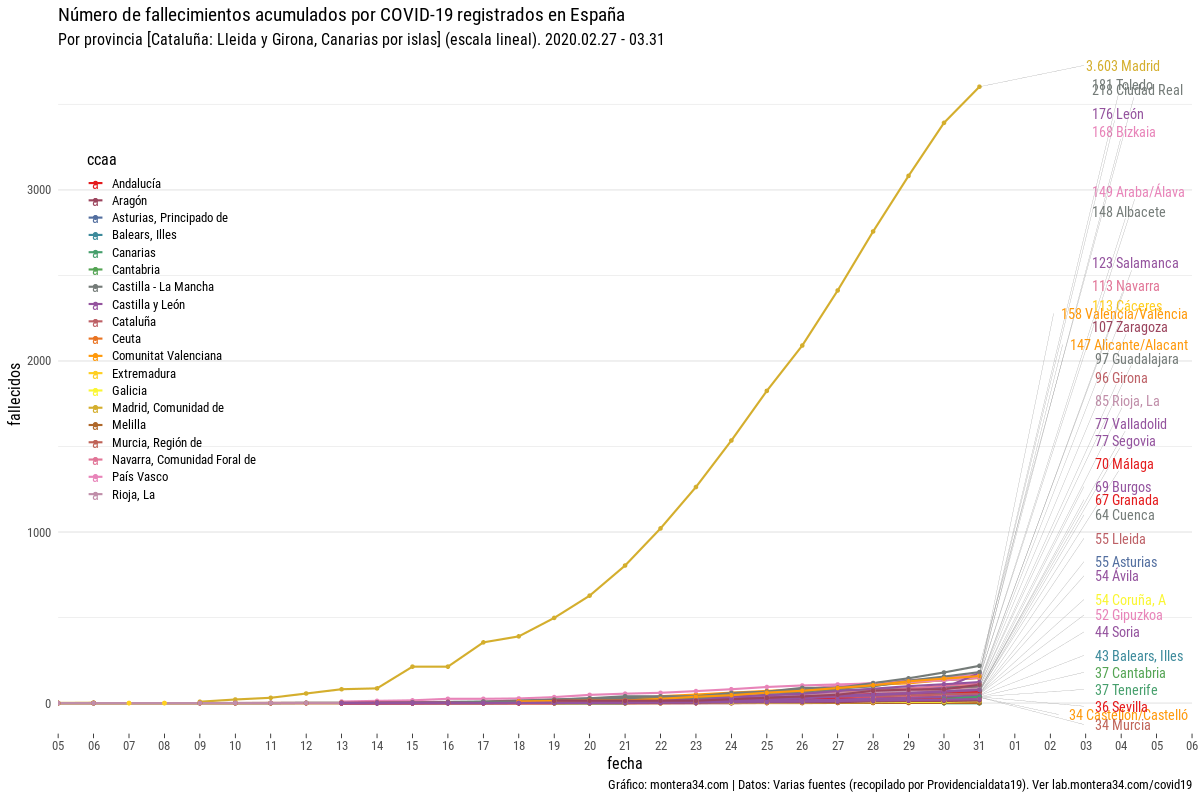 Número de fallecimientos acumulados por COVID-19 registrados en España
Por provincia [Cataluña: Lleida y Girona, Canarias por islas] (escala lineal). 2020.02.27 - 03.31
3.603 Madrid
181 Toledo
218 Ciudad Real
176 León
168 Bizkaia
149 Araba/Álava
148 Albacete
123 Salamanca
113 Navarra
113 Cáceres
158 Valencia/València
107 Zaragoza
147 Alicante/Alacant
97 Guadalajara
96 Girona
85 Rioja, La
77 Valladolid
77 Segovia
70 Málaga
69 Burgos
67 Granada
64 Cuenca
55 Lleida
55 Asturias
54 Ávila
54 Coruña, A
52 Gipuzkoa
44 Soria
43 Balears, Illes
37 Cantabria
37 Tenerife
36 Sevilla
34 Castellón/Castelló
34 Murcia
ccaa
Andalucía
Aragón
Asturias, Principado de
Balears, Illes
Canarias
Cantabria
Castilla - La Mancha
Castilla y León
Cataluña
Ceuta
Comunitat Valenciana
Extremadura
Galicia
Madrid, Comunidad de
Melilla
Murcia, Región de
Navarra, Comunidad Foral de
País Vasco
Rioja, La
fallecidos
3000
2000
1000
0
05 06 07 08 09 10 11 12 13 14 15 16 17 18 19 20 21 22 23 24 25 26 27 28 29 30 31 01 02 03 04 05 06
fecha
Gráfico: montera34.com | Datos: Varias fuentes (recopilado por Providencialdata19). Ver lab.montera34.com/covid19